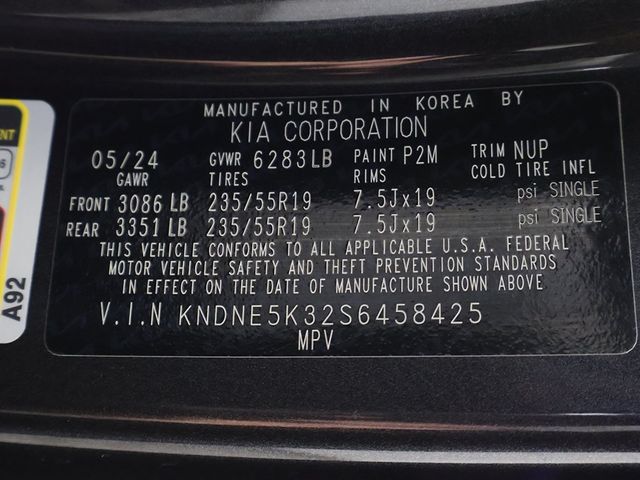 MANUFACTURED IN KOREA BY
KIA CORPORATION
05/24 GVWR 6283LB PAINT P2M TRIM NUP
GAWR TIRES RIMS COLD TIRE INFL
FRONT 3086 LB 235/55R19 7.5Jx19 psi SINGLE
REAR 3351 LB 235/55R19 7.5Jx19 psi SINGLE
THIS VEHICLE CONFORMS TO ALL APPLICABLE U.S.A. FEDERAL
MOTOR VEHICLE SAFETY AND THEFT PREVENTION STANDARDS
IN EFFECT ON THE DATE OF MANUFACTURE SHOWN ABOVE
V.I.N KNDNE5K32S6458425
MPV
A92